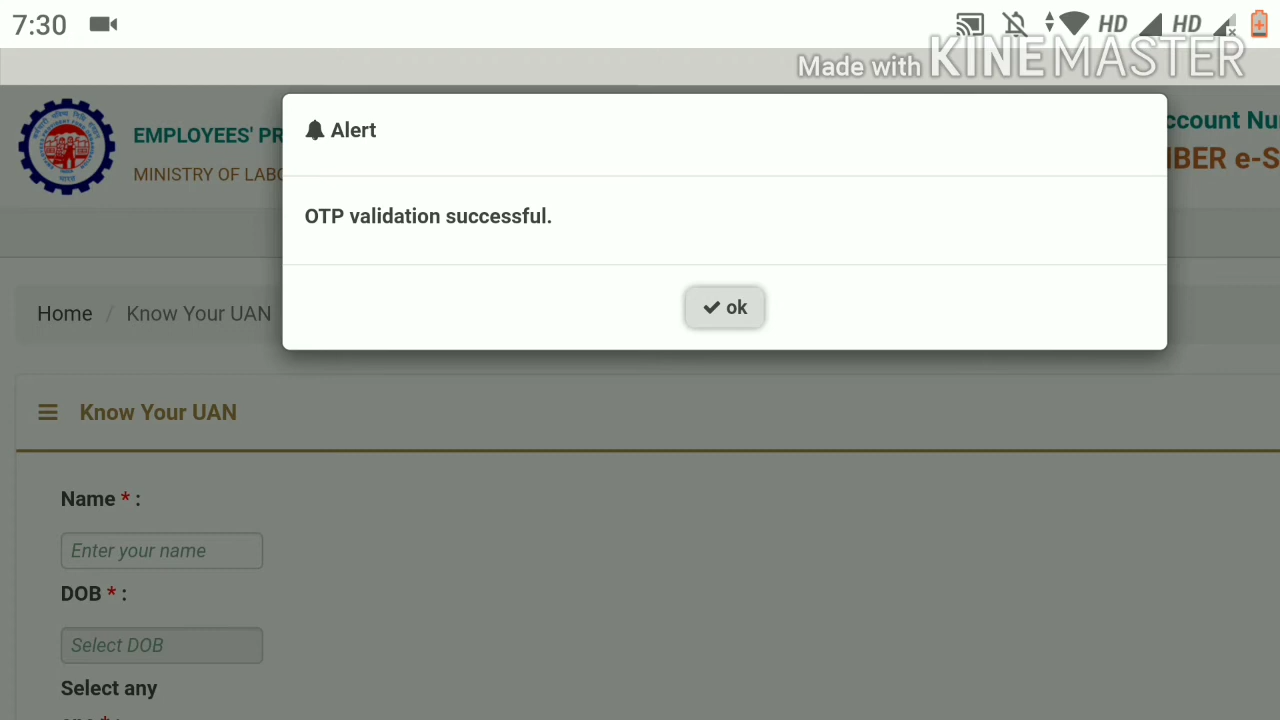 7:30
HD HD
Made with KINEMASTER
Alert
EMPLOYEES' PR
ccount Nu
MINISTRY OF LABO
IBER e-S
OTP validation successful.
ok
Home / Know Your UAN
Know Your UAN
Name * :
Enter your name
DOB * :
Select DOB
Select any